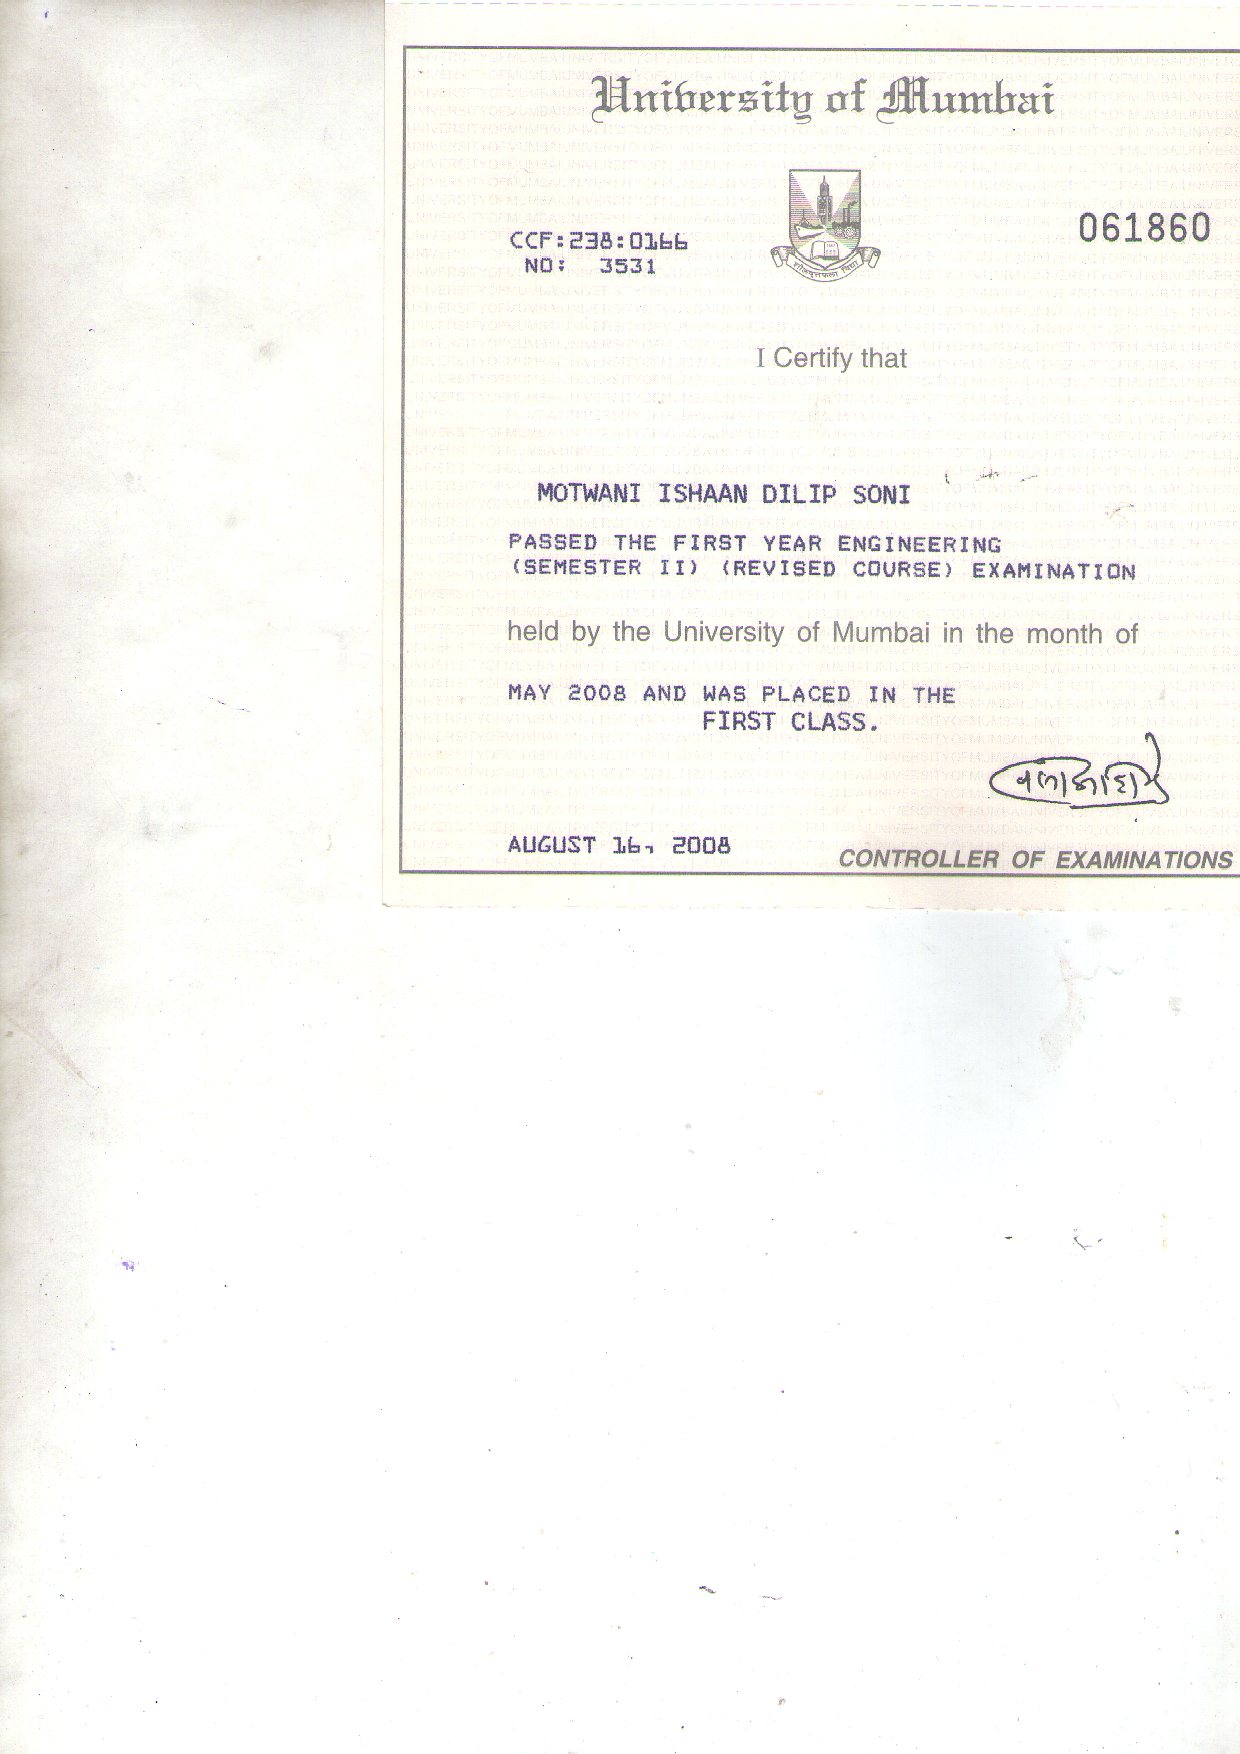 University of Mumbai
CCF:238:0166
NO: 3531
061860
शीलवृत्तफला विद्या
I Certify that
MOTWANI ISHAAN DILIP SONI
PASSED THE FIRST YEAR ENGINEERING
(SEMESTER II) (REVISED COURSE) EXAMINATION
held by the University of Mumbai in the month of
MAY 2008 AND WAS PLACED IN THE
FIRST CLASS.
AUGUST 16, 2008
CONTROLLER OF EXAMINATIONS